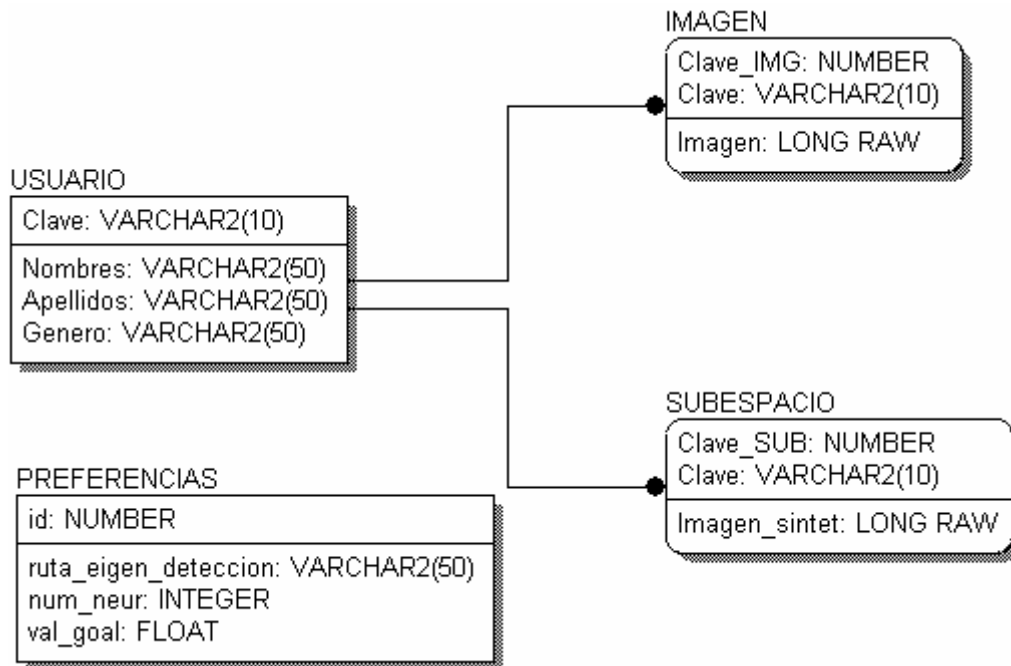 IMAGEN
Clave_IMG: NUMBER
Clave: VARCHAR2(10)
Imagen: LONG RAW
USUARIO
Clave: VARCHAR2(10)
Nombres: VARCHAR2(50)
Apellidos: VARCHAR2(50)
Genero: VARCHAR2(50)
SUBESPACIO
Clave_SUB: NUMBER
Clave: VARCHAR2(10)
Imagen_sintet: LONG RAW
PREFERENCIAS
id: NUMBER
ruta_eigen_deteccion: VARCHAR2(50)
num_neur: INTEGER
val_goal: FLOAT